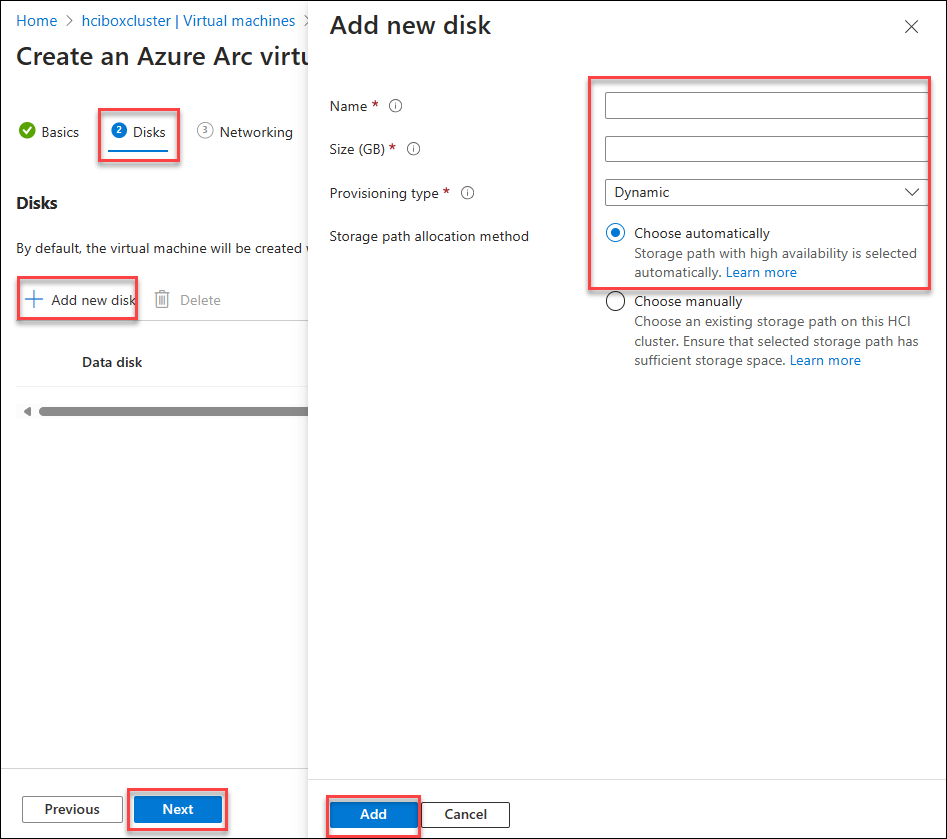 Home > hciboxcluster | Virtual machines >
Create an Azure Arc virtu
Basics
2 Disks
3 Networking
Disks
By default, the virtual machine will be created
+ Add new disk
Delete
Data disk
Previous
Next
Add new disk
Name *
Size (GB) *
Provisioning type *
Dynamic
Storage path allocation method
Choose automatically
Storage path with high availability is selected
automatically. Learn more
Choose manually
Choose an existing storage path on this HCI
cluster. Ensure that selected storage path has
sufficient storage space. Learn more
Add
Cancel